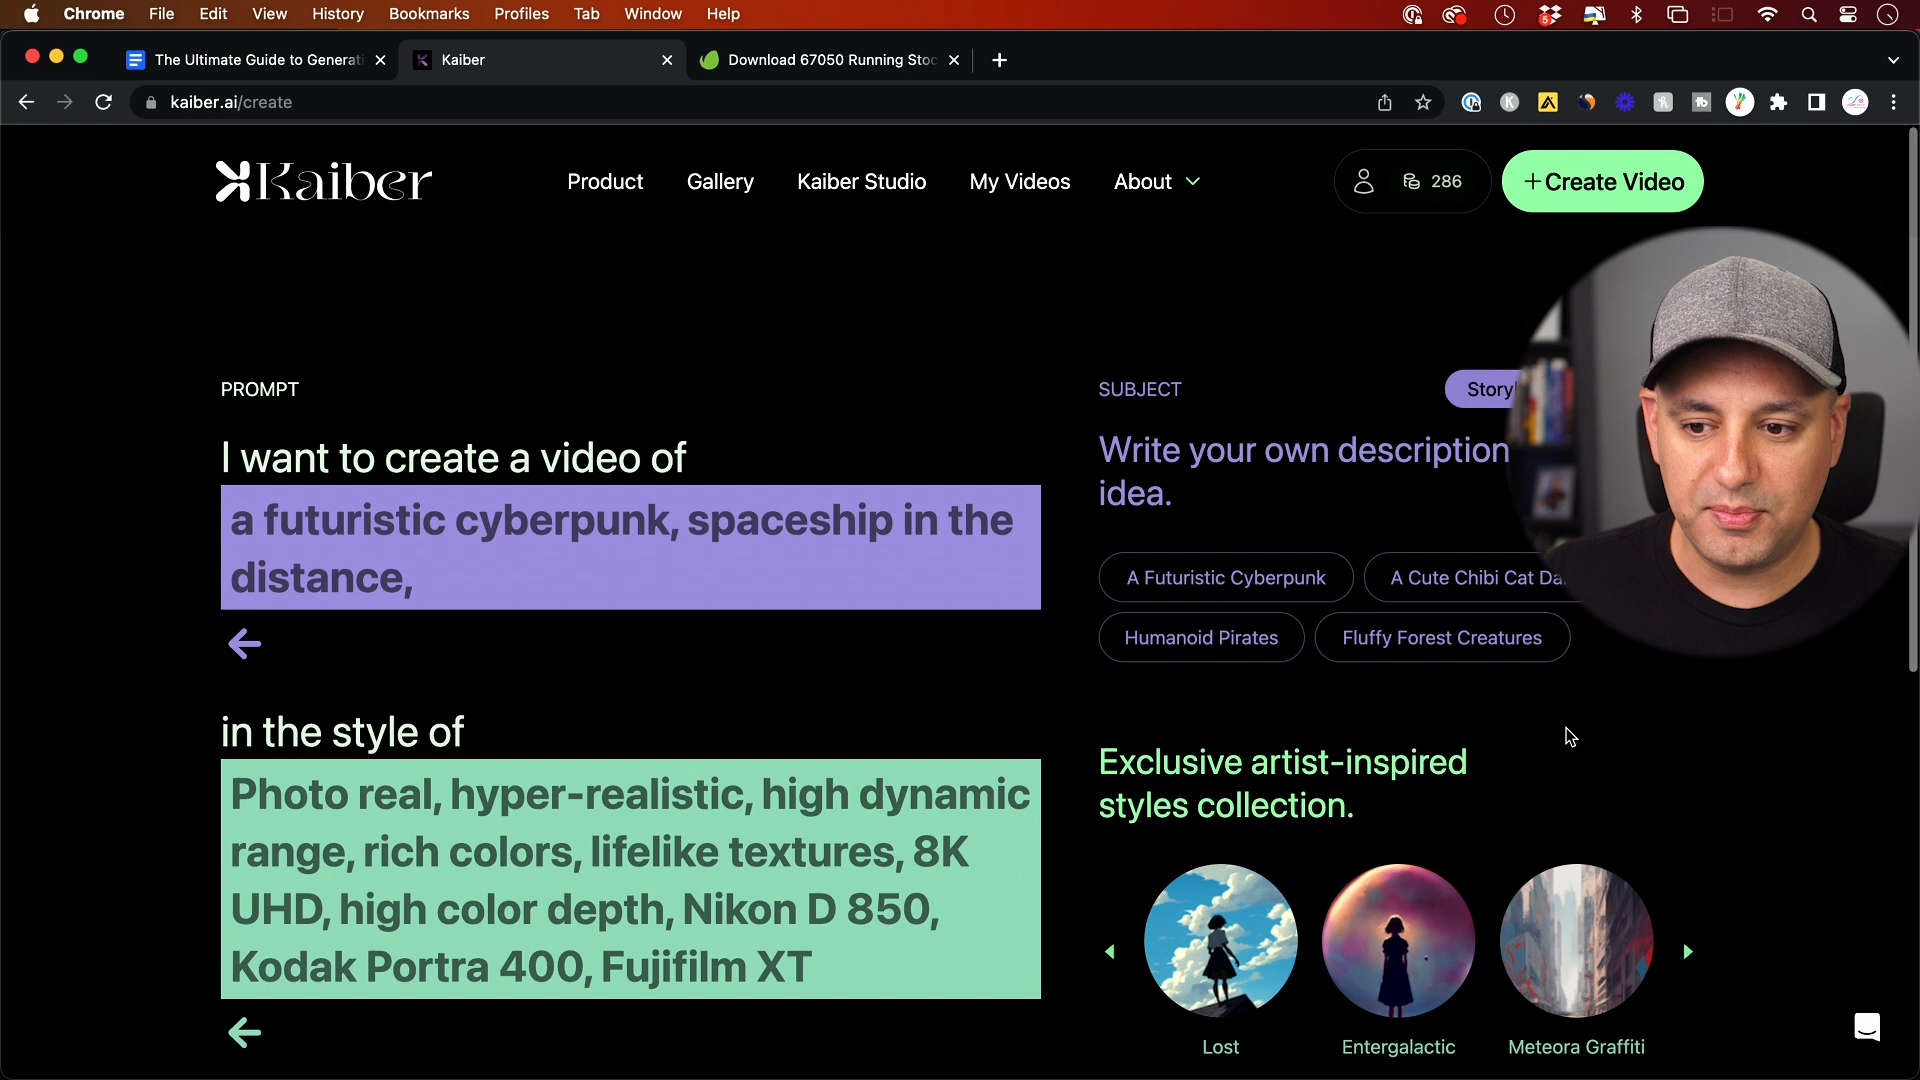 Chrome File Edit View History Bookmarks Profiles Tab Window Help
5
The Ultimate Guide to Generati
Kaiber
Download 67050 Running Stoc
kaiber.ai/create
Kaiber
Product
Gallery
Kaiber Studio
My Videos
About
286
+Create Video
PROMPT
I want to create a video of
a futuristic cyberpunk, spaceship in the
distance,
in the style of
Photo real, hyper-realistic, high dynamic
range, rich colors, lifelike textures, 8K
UHD, high color depth, Nikon D 850,
Kodak Portra 400, Fujifilm XT
SUBJECT
Story
Write your own description
idea.
A Futuristic Cyberpunk
A Cute Chibi Cat Da
Humanoid Pirates
Fluffy Forest Creatures
Exclusive artist-inspired
styles collection.
Lost
Entergalactic
Meteora Graffiti